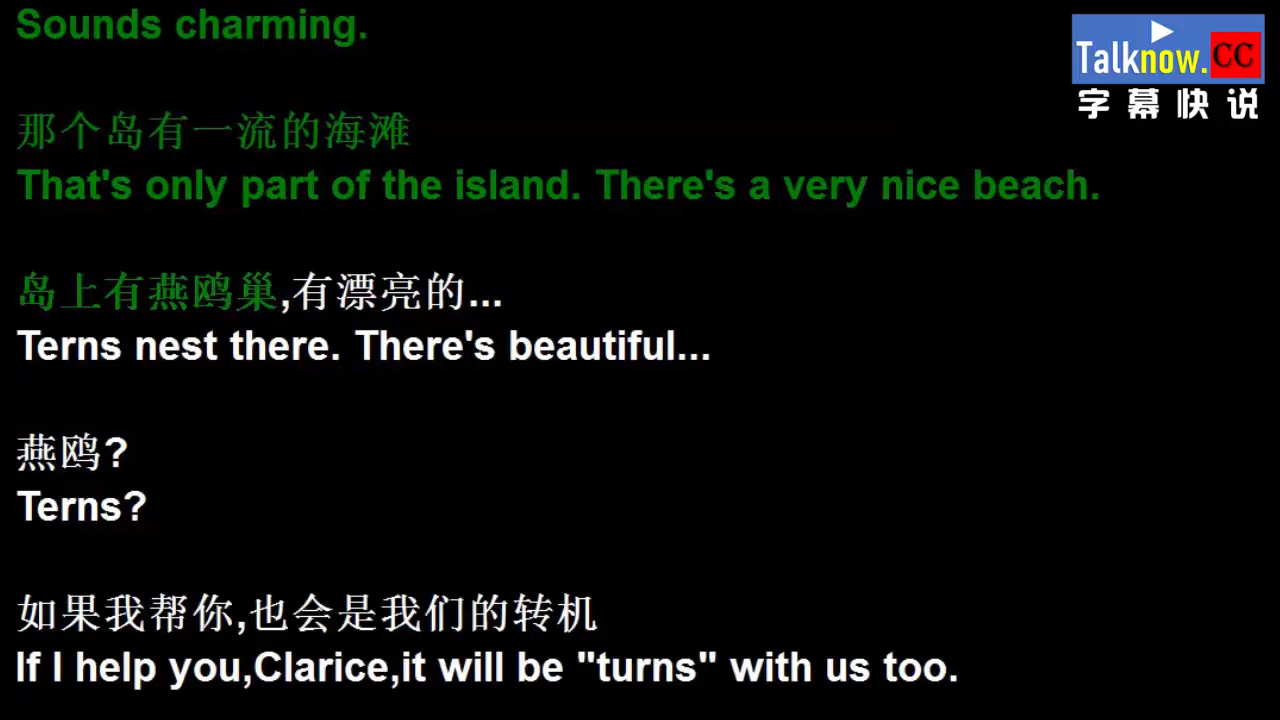 Sounds charming.
Talknow.CC
字幕快说
那个岛有一流的海滩
That's only part of the island. There's a very nice beach.
岛上有燕鸥巢,有漂亮的...
Terns nest there. There's beautiful...
燕鸥?
Terns?
如果我帮你,也会是我们的转机
If I help you,Clarice,it will be "turns" with us too.